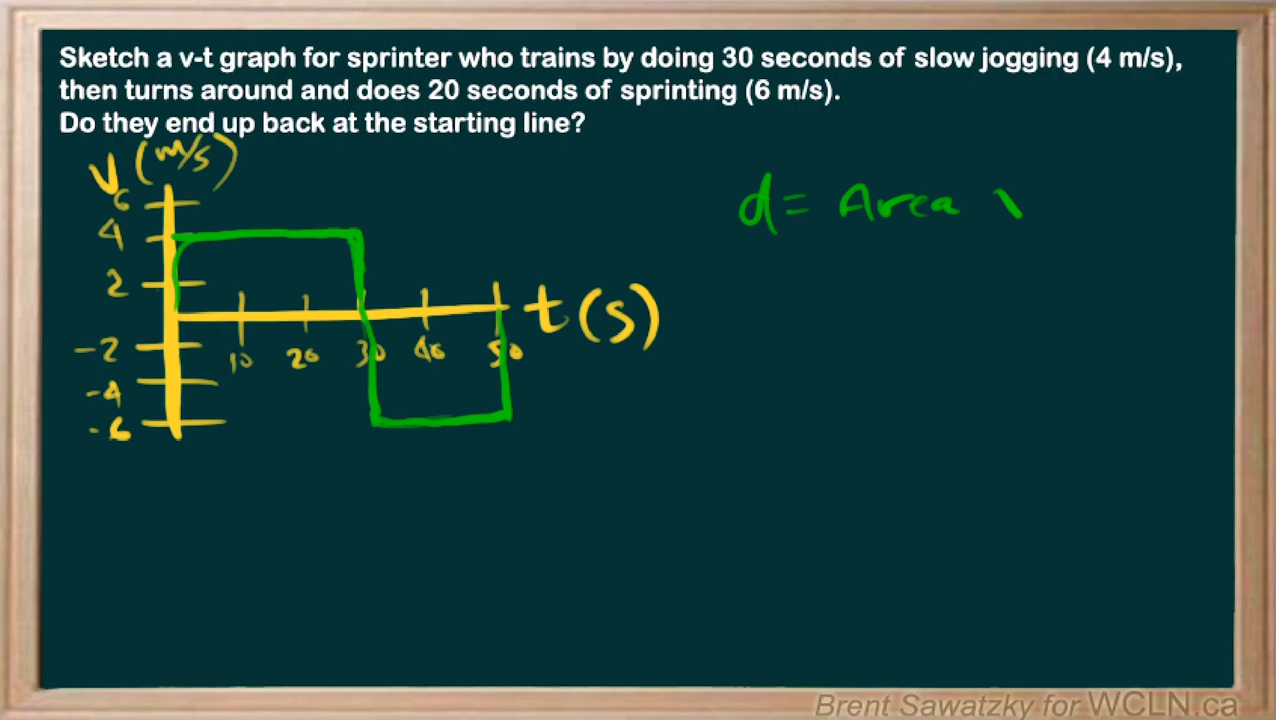 Sketch a v-t graph for sprinter who trains by doing 30 seconds of slow jogging (4 m/s),
then turns around and does 20 seconds of sprinting (6 m/s).
Do they end up back at the starting line?
V (m/s)
6
d = Area
4
2
t(s)
-2
10 20 30 40 50
-4
-6
Brent Sawatzky for WCLN.ca